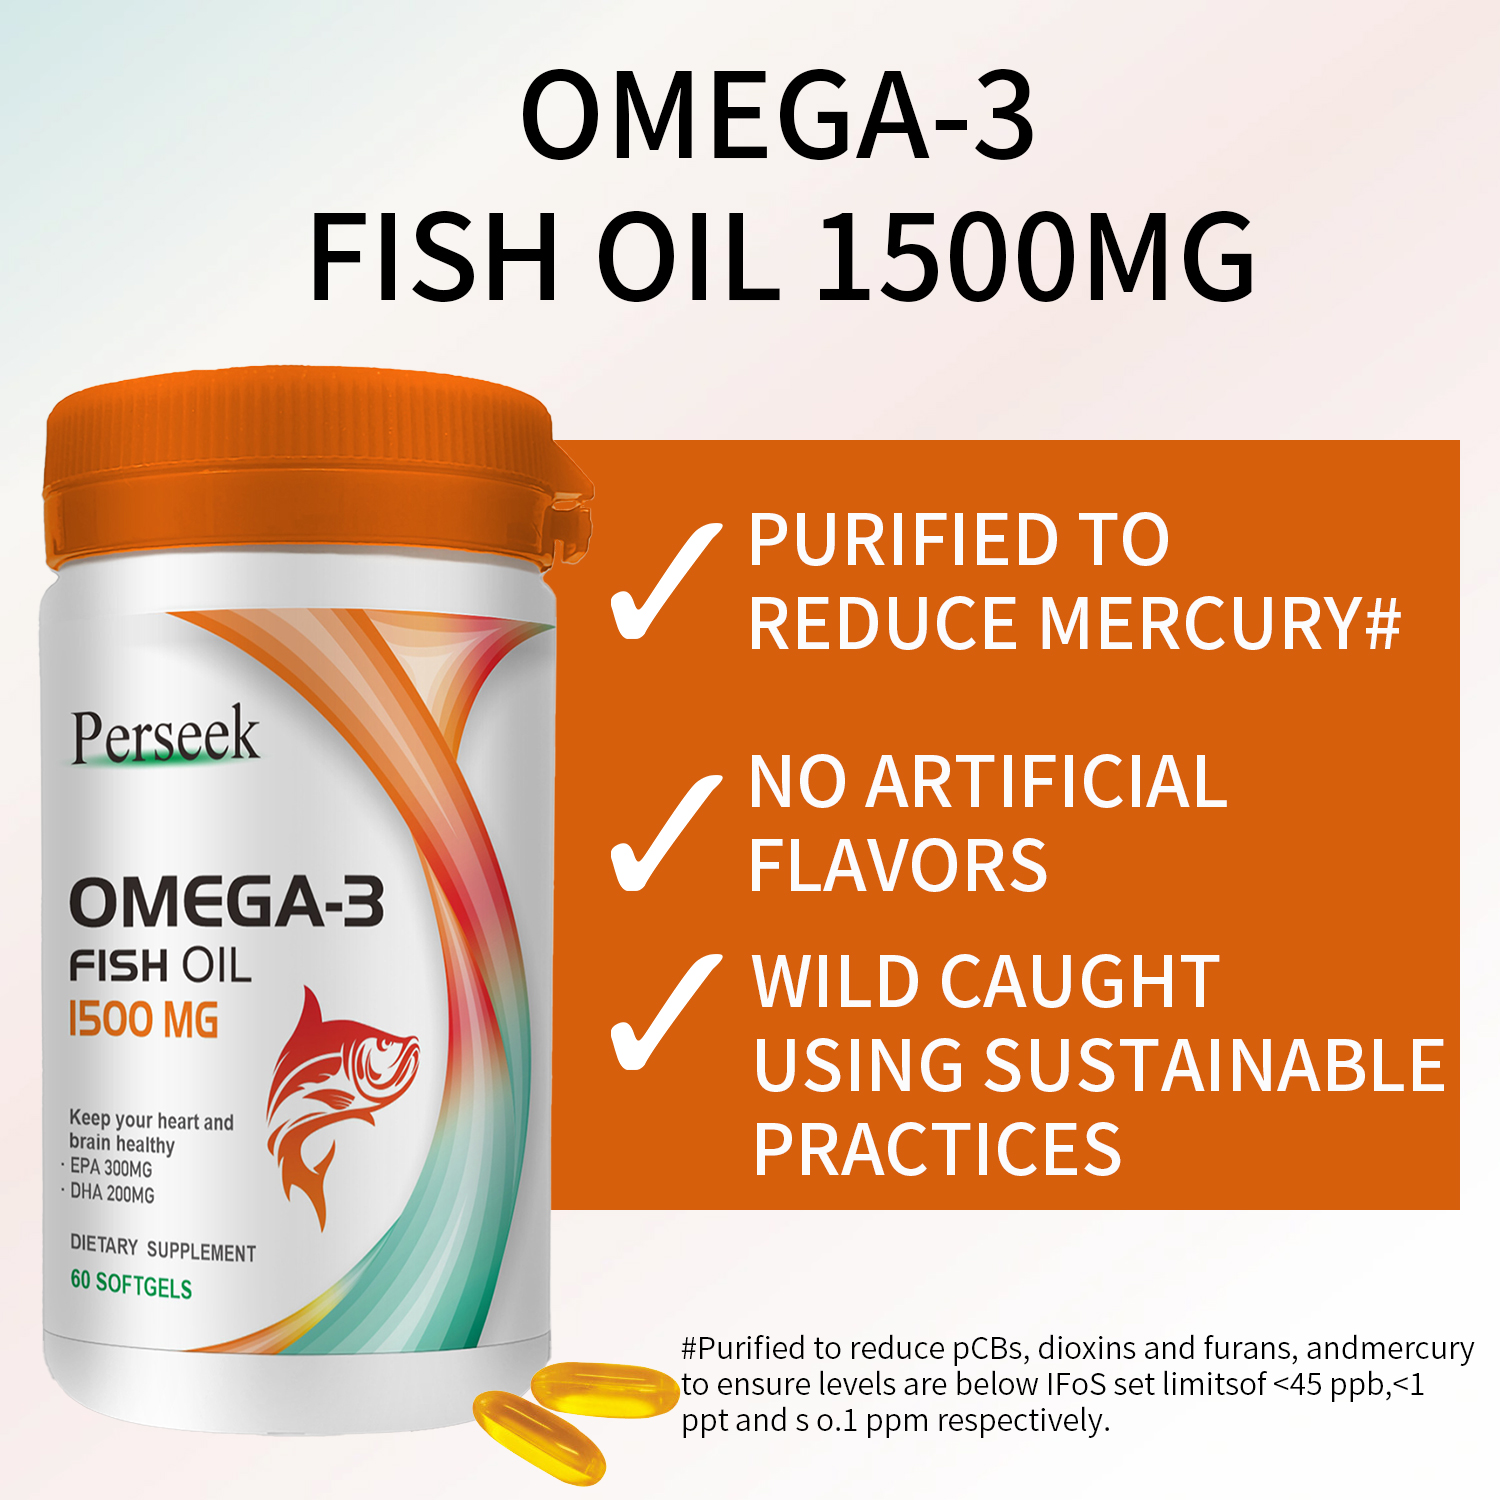 OMEGA-3
FISH OIL 1500MG
PURIFIED TO
REDUCE MERCURY#
NO ARTIFICIAL
FLAVORS
WILD CAUGHT
USING SUSTAINABLE
PRACTICES
Perseek
OMEGA-3
FISH OIL
1500 MG
Keep your heart and
brain healthy
· EPA 300MG
· DHA 200MG
DIETARY SUPPLEMENT
60 SOFTGELS
#Purified to reduce pCBs, dioxins and furans, andmercury
to ensure levels are below IFoS set limitsof <45 ppb,<1
ppt and s o.1 ppm respectively.